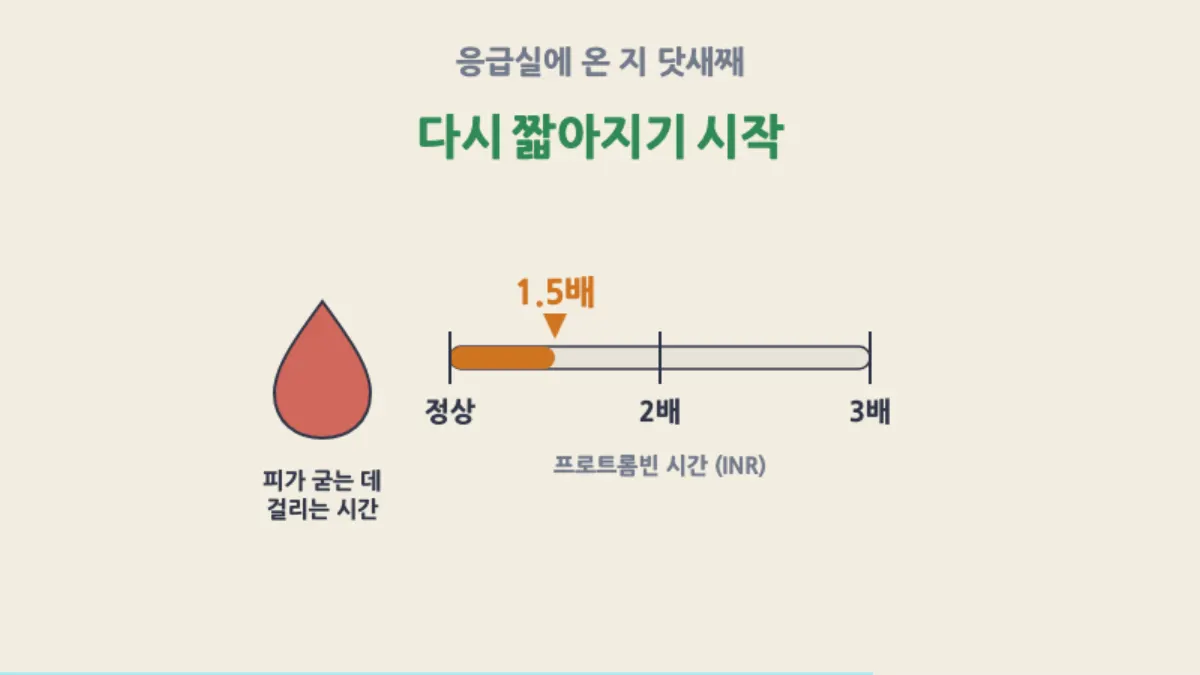 응급실에 온 지 닷새째
다시 짧아지기 시작
1.5배
정상
2배
3배
프로트롬빈 시간 (INR)
피가 굳는 데
걸리는 시간